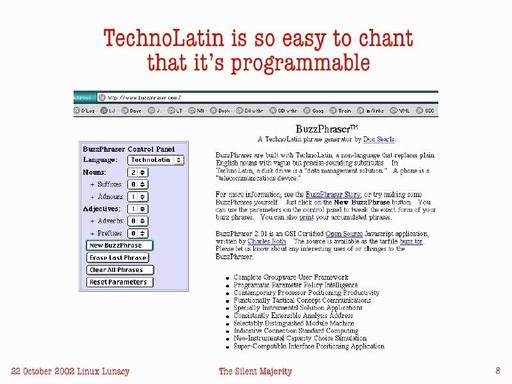 TechnoLatin is so easy to chant
that it's programmable
http://www.buzzphraser.com/
BuzzPhraser™
A TechnoLatin phrase generator by Doc Searls.
BuzzPhraser Control Panel
Language: TechnoLatin
Nouns: 2
+ Suffixes: 0
+ Adnouns: 1
Adjectives: 1
+ Adverbs: 0
+ Prefixes: 0
New BuzzPhrase
Erase Last Phrase
Clear All Phrases
Reset Parameters
BuzzPhrases are built with TechnoLatin, a non-language that replaces plain
English nouns with vague but precise-sounding substitutes. In
TechnoLatin, a disk drive is a "data management solution." A phone is a
"telecommunications device."
For more information, see the BuzzPhraser Story, or try making some
BuzzPhrases yourself. Just click on the New BuzzPhrase button. You
can use the parameters on the control panel to tweak the exact form of your
buzz phrases. You can also print your accumulated phrases.
BuzzPhraser 2.01 is an OSI Certified Open Source Javascript application,
written by Charles Roth. The source is available as the tarfile buzz.tar.
Please let us know about any interesting uses of or changes to the
BuzzPhraser.
Complete Groupware User Framework
Programatic Parameter Policy Intelligence
Contemporary Processor Positioning Productivity
Functionally Tactical Concept Communications
Specially Instrumental Solution Applications
Consistently Extensible Analysis Address
Selectably Distinguished Module Machine
Indicative Connection Standard Company
Neo-Instrumental Capacity Choice Simulation
Super-Compatible Interface Positioning Application
22 October 2002 Linux Lunacy
The Silent Majority
8